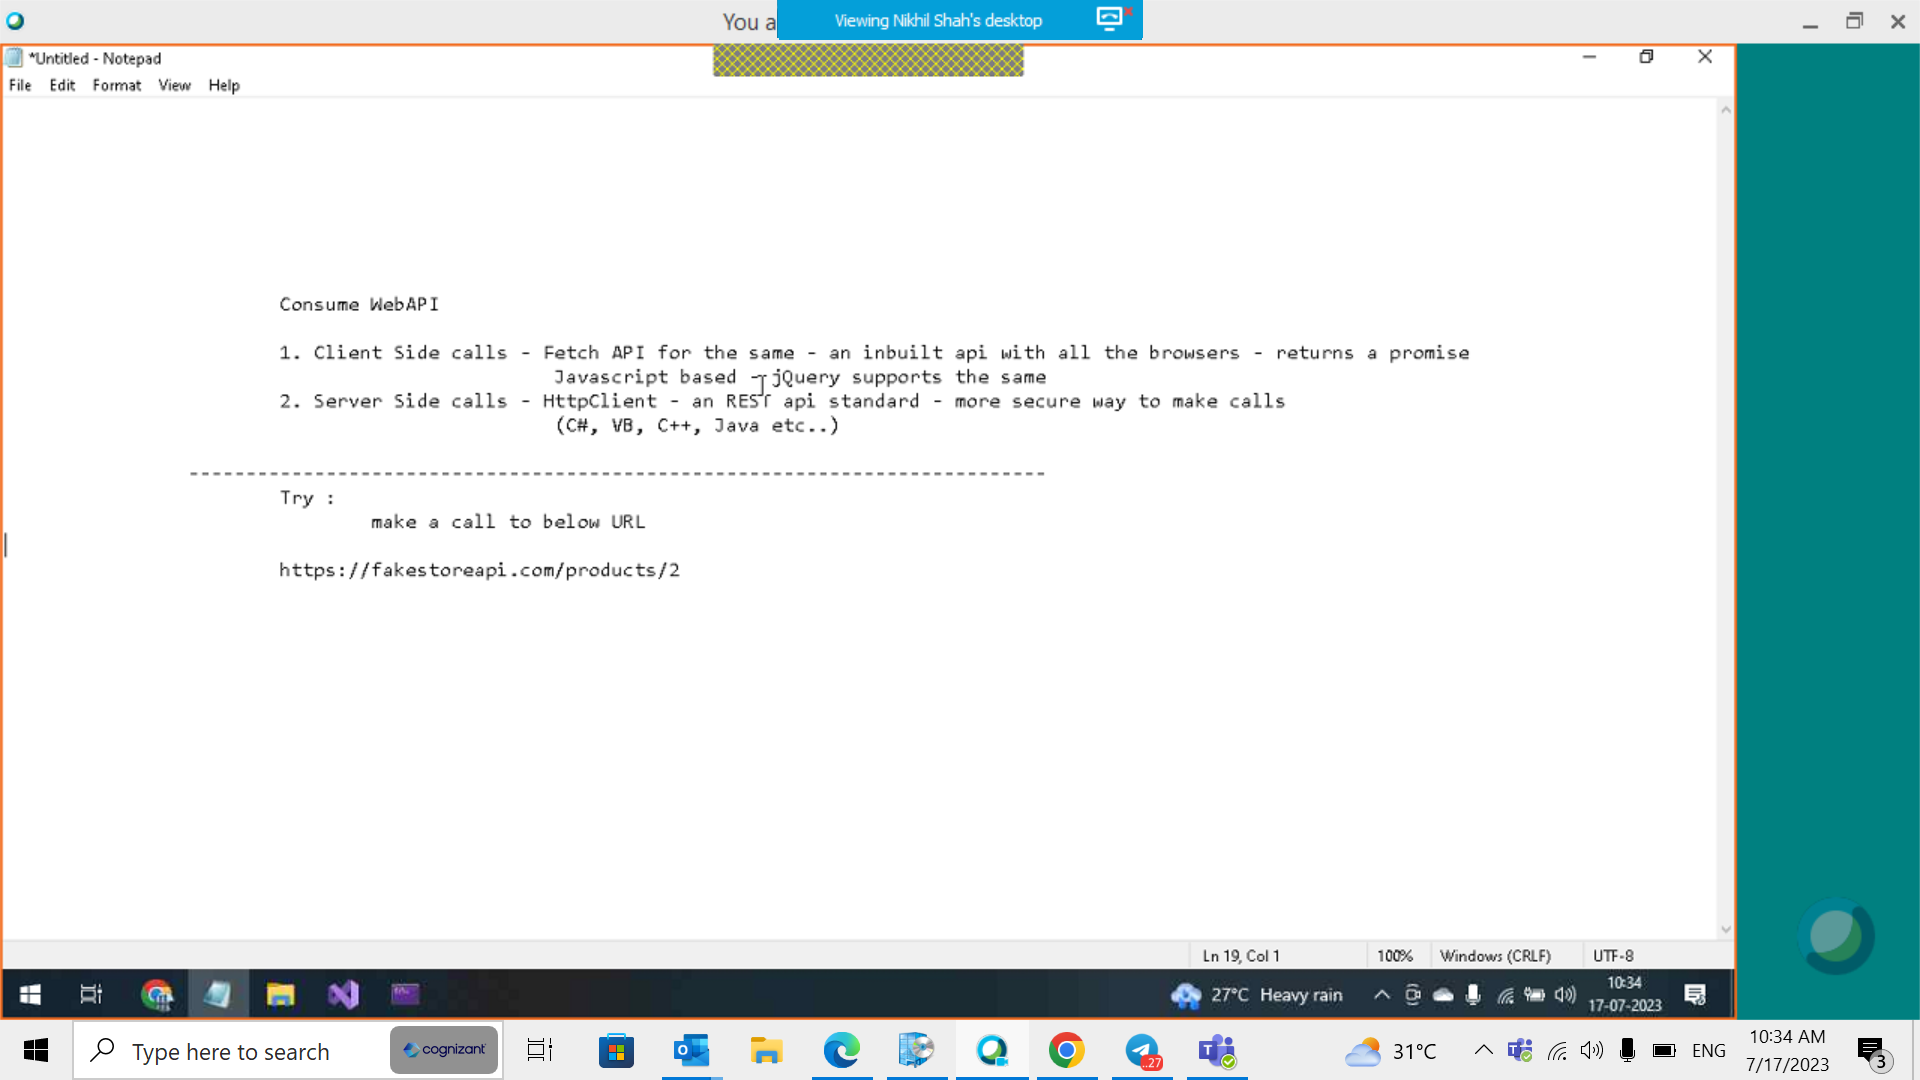 You a
Viewing Nikhil Shah's desktop
*Untitled - Notepad
File Edit Format View Help
Consume WebAPI
1. Client Side calls - Fetch API for the same - an inbuilt api with all the browsers - returns a promise
Javascript based - jQuery supports the same
2. Server Side calls - HttpClient - an REST api standard - more secure way to make calls
(C#, VB, C++, Java etc..)
---------------------------------------------------------------------------
Try :
make a call to below URL
https://fakestoreapi.com/products/2
Ln 19, Col 1 100% Windows (CRLF) UTF-8
27°C Heavy rain 10:34
17-07-2023
Type here to search cognizant ..27 31°C ENG 10:34 AM
7/17/2023 3